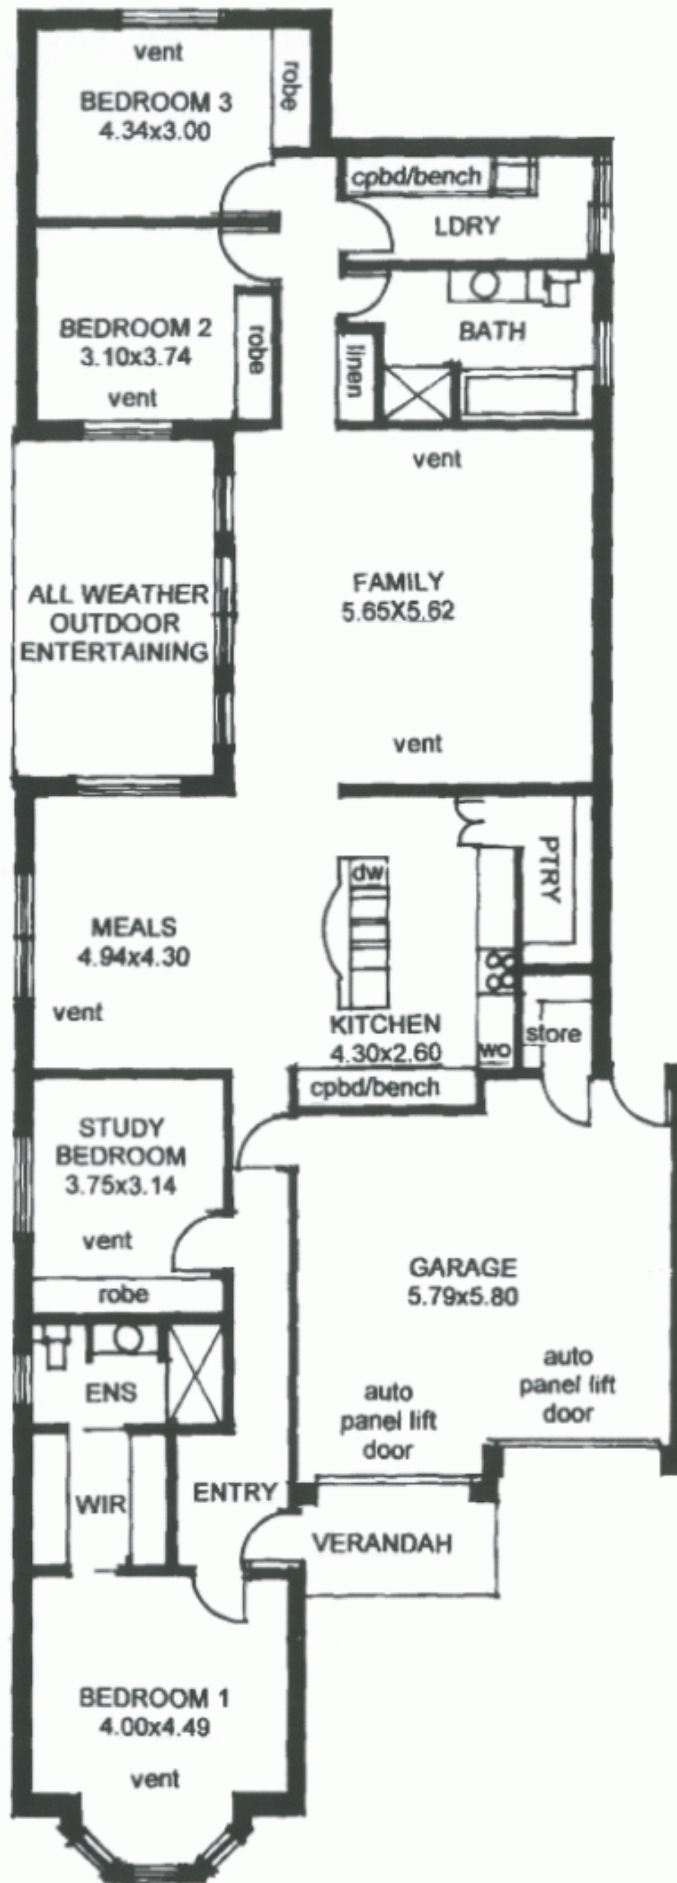 vent
robe
BEDROOM 3
4.34x3.00
cpbd/bench
LDRY
BEDROOM 2
3.10x3.74
robe
vent
BATH
linen
vent
FAMILY
5.65X5.62
ALL WEATHER
OUTDOOR
ENTERTAINING
vent
PTRY
dw
MEALS
4.94x4.30
vent
KITCHEN
4.30x2.60
wo
store
cpbd/bench
STUDY
BEDROOM
3.75x3.14
vent
robe
GARAGE
5.79x5.80
auto
panel lift
door
auto
panel lift
door
ENS
WIR
ENTRY
VERANDAH
BEDROOM 1
4.00x4.49
vent